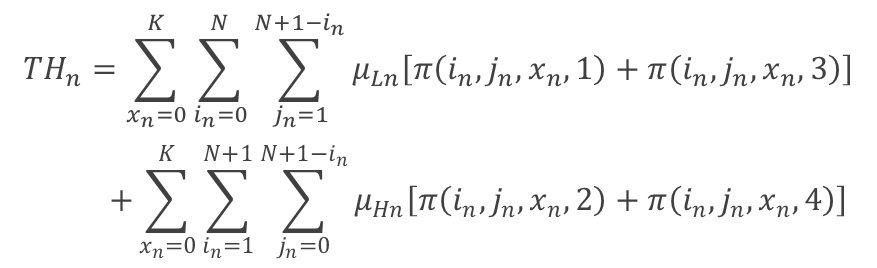 TH_n = \sum_{x_n=0}^{K} \sum_{i_n=0}^{N} \sum_{j_n=1}^{N+1-i_n} \mu_{Ln}[\pi(i_n, j_n, x_n, 1) + \pi(i_n, j_n, x_n, 3)]
+ \sum_{x_n=0}^{K} \sum_{i_n=1}^{N+1} \sum_{j_n=0}^{N+1-i_n} \mu_{Hn}[\pi(i_n, j_n, x_n, 2) + \pi(i_n, j_n, x_n, 4)]